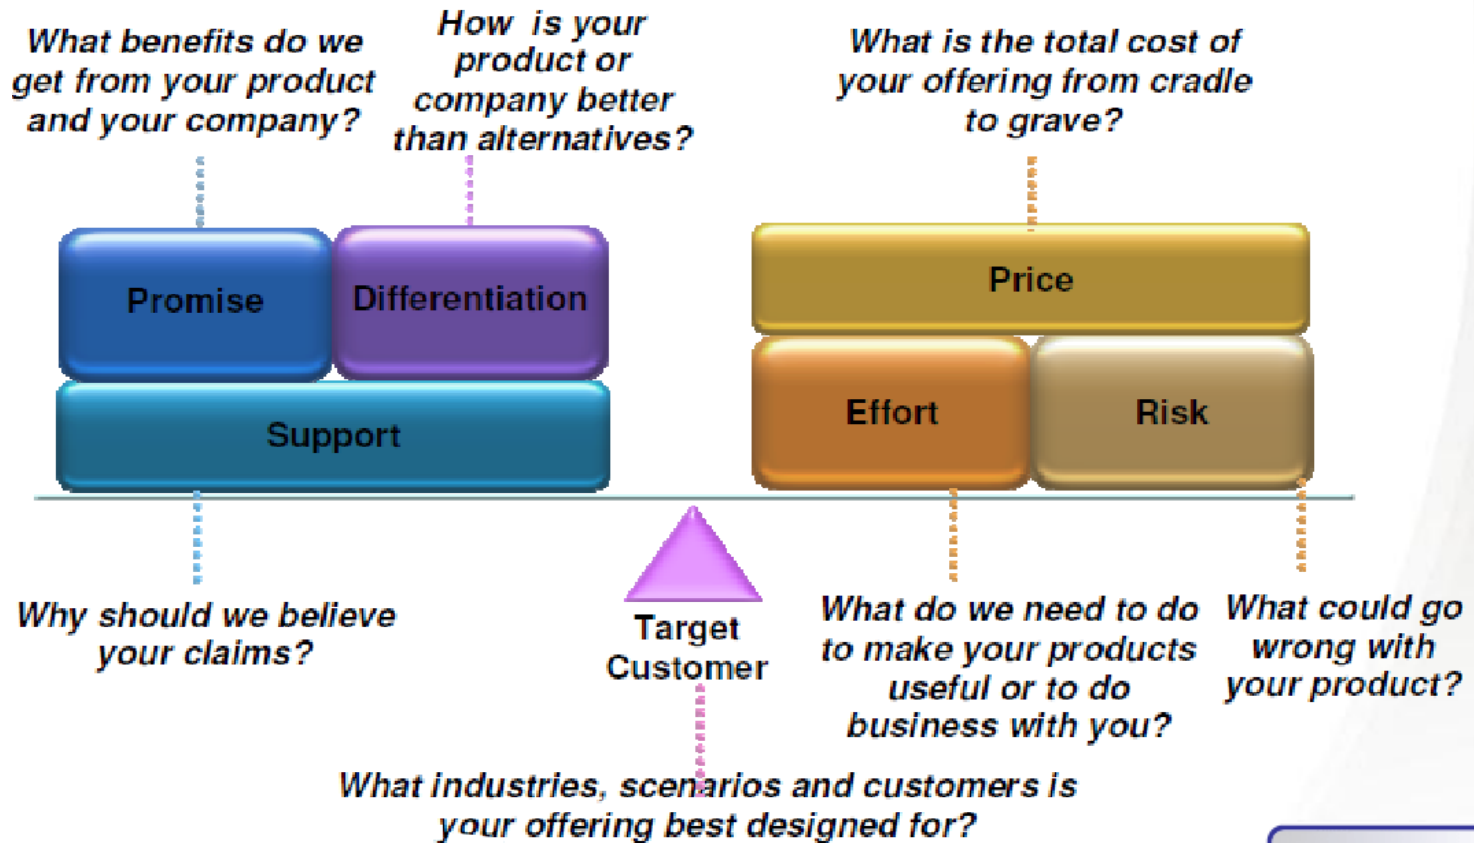 What benefits do we
get from your product
and your company?
How is your
product or
company better
than alternatives?
What is the total cost of
your offering from cradle
to grave?
Promise
Differentiation
Support
Price
Effort
Risk
Why should we believe
your claims?
Target
Customer
What do we need to do
to make your products
useful or to do
business with you?
What could go
wrong with
your product?
What industries, scenarios and customers is
your offering best designed for?